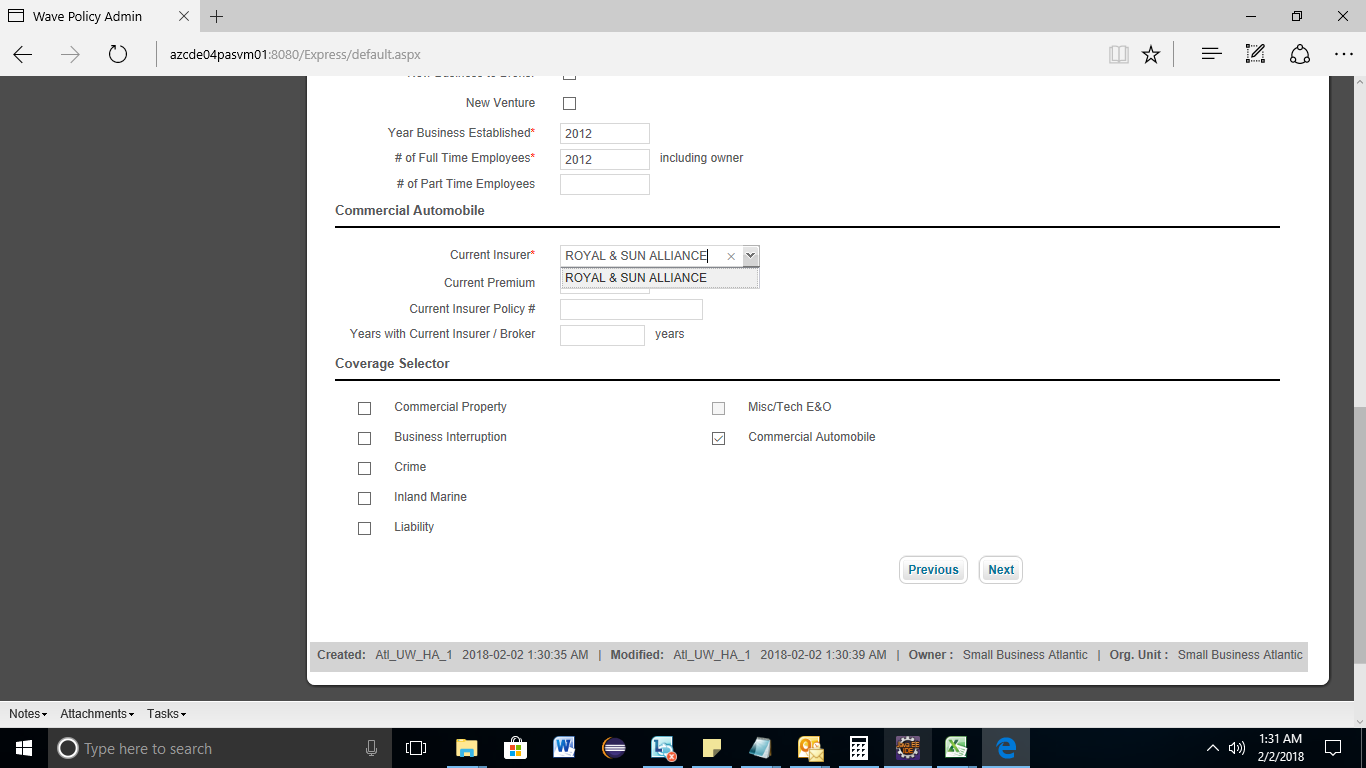 Wave Policy Admin
azcde04pasvm01:8080/Express/default.aspx
New Venture
Year Business Established* 2012
# of Full Time Employees* 2012 including owner
# of Part Time Employees
Commercial Automobile
Current Insurer* ROYAL & SUN ALLIANCE
ROYAL & SUN ALLIANCE
Current Premium
Current Insurer Policy #
Years with Current Insurer / Broker years
Coverage Selector
Commercial Property Misc/Tech E&O
Business Interruption Commercial Automobile
Crime
Inland Marine
Liability
Previous Next
Created: Atl_UW_HA_1 2018-02-02 1:30:35 AM | Modified: Atl_UW_HA_1 2018-02-02 1:30:39 AM | Owner : Small Business Atlantic | Org. Unit : Small Business Atlantic
Notes Attachments Tasks
Type here to search
1:31 AM
2/2/2018